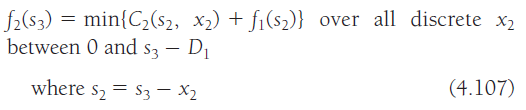 f₂(s₃) = min{C₂(s₂, x₂) + f₁(s₂)} over all discrete x₂
between 0 and s₃ − D₁
where s₂ = s₃ − x₂ (4.107)